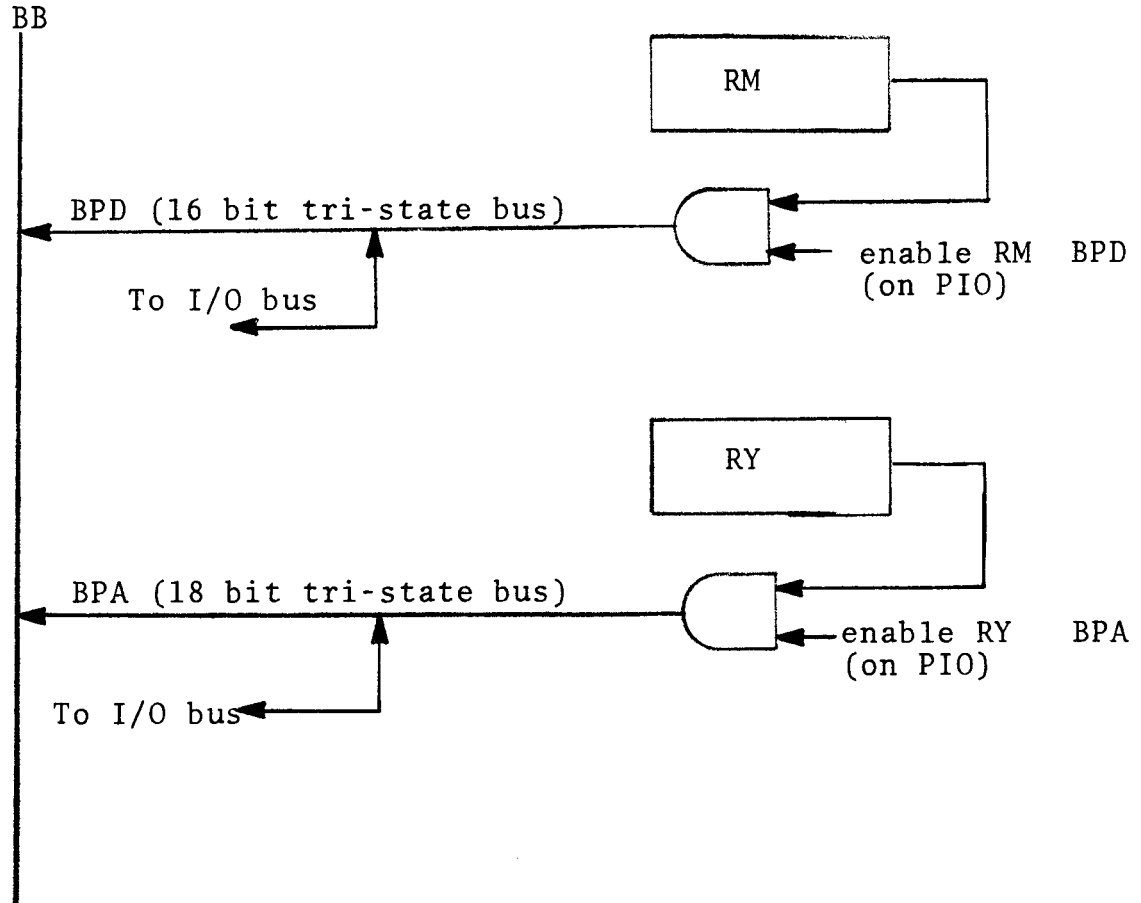 BB
RM
BPD (16 bit tri-state bus)
enable RM BPD
(on PIO)
To I/O bus
RY
BPA (18 bit tri-state bus)
enable RY BPA
(on PIO)
To I/O bus